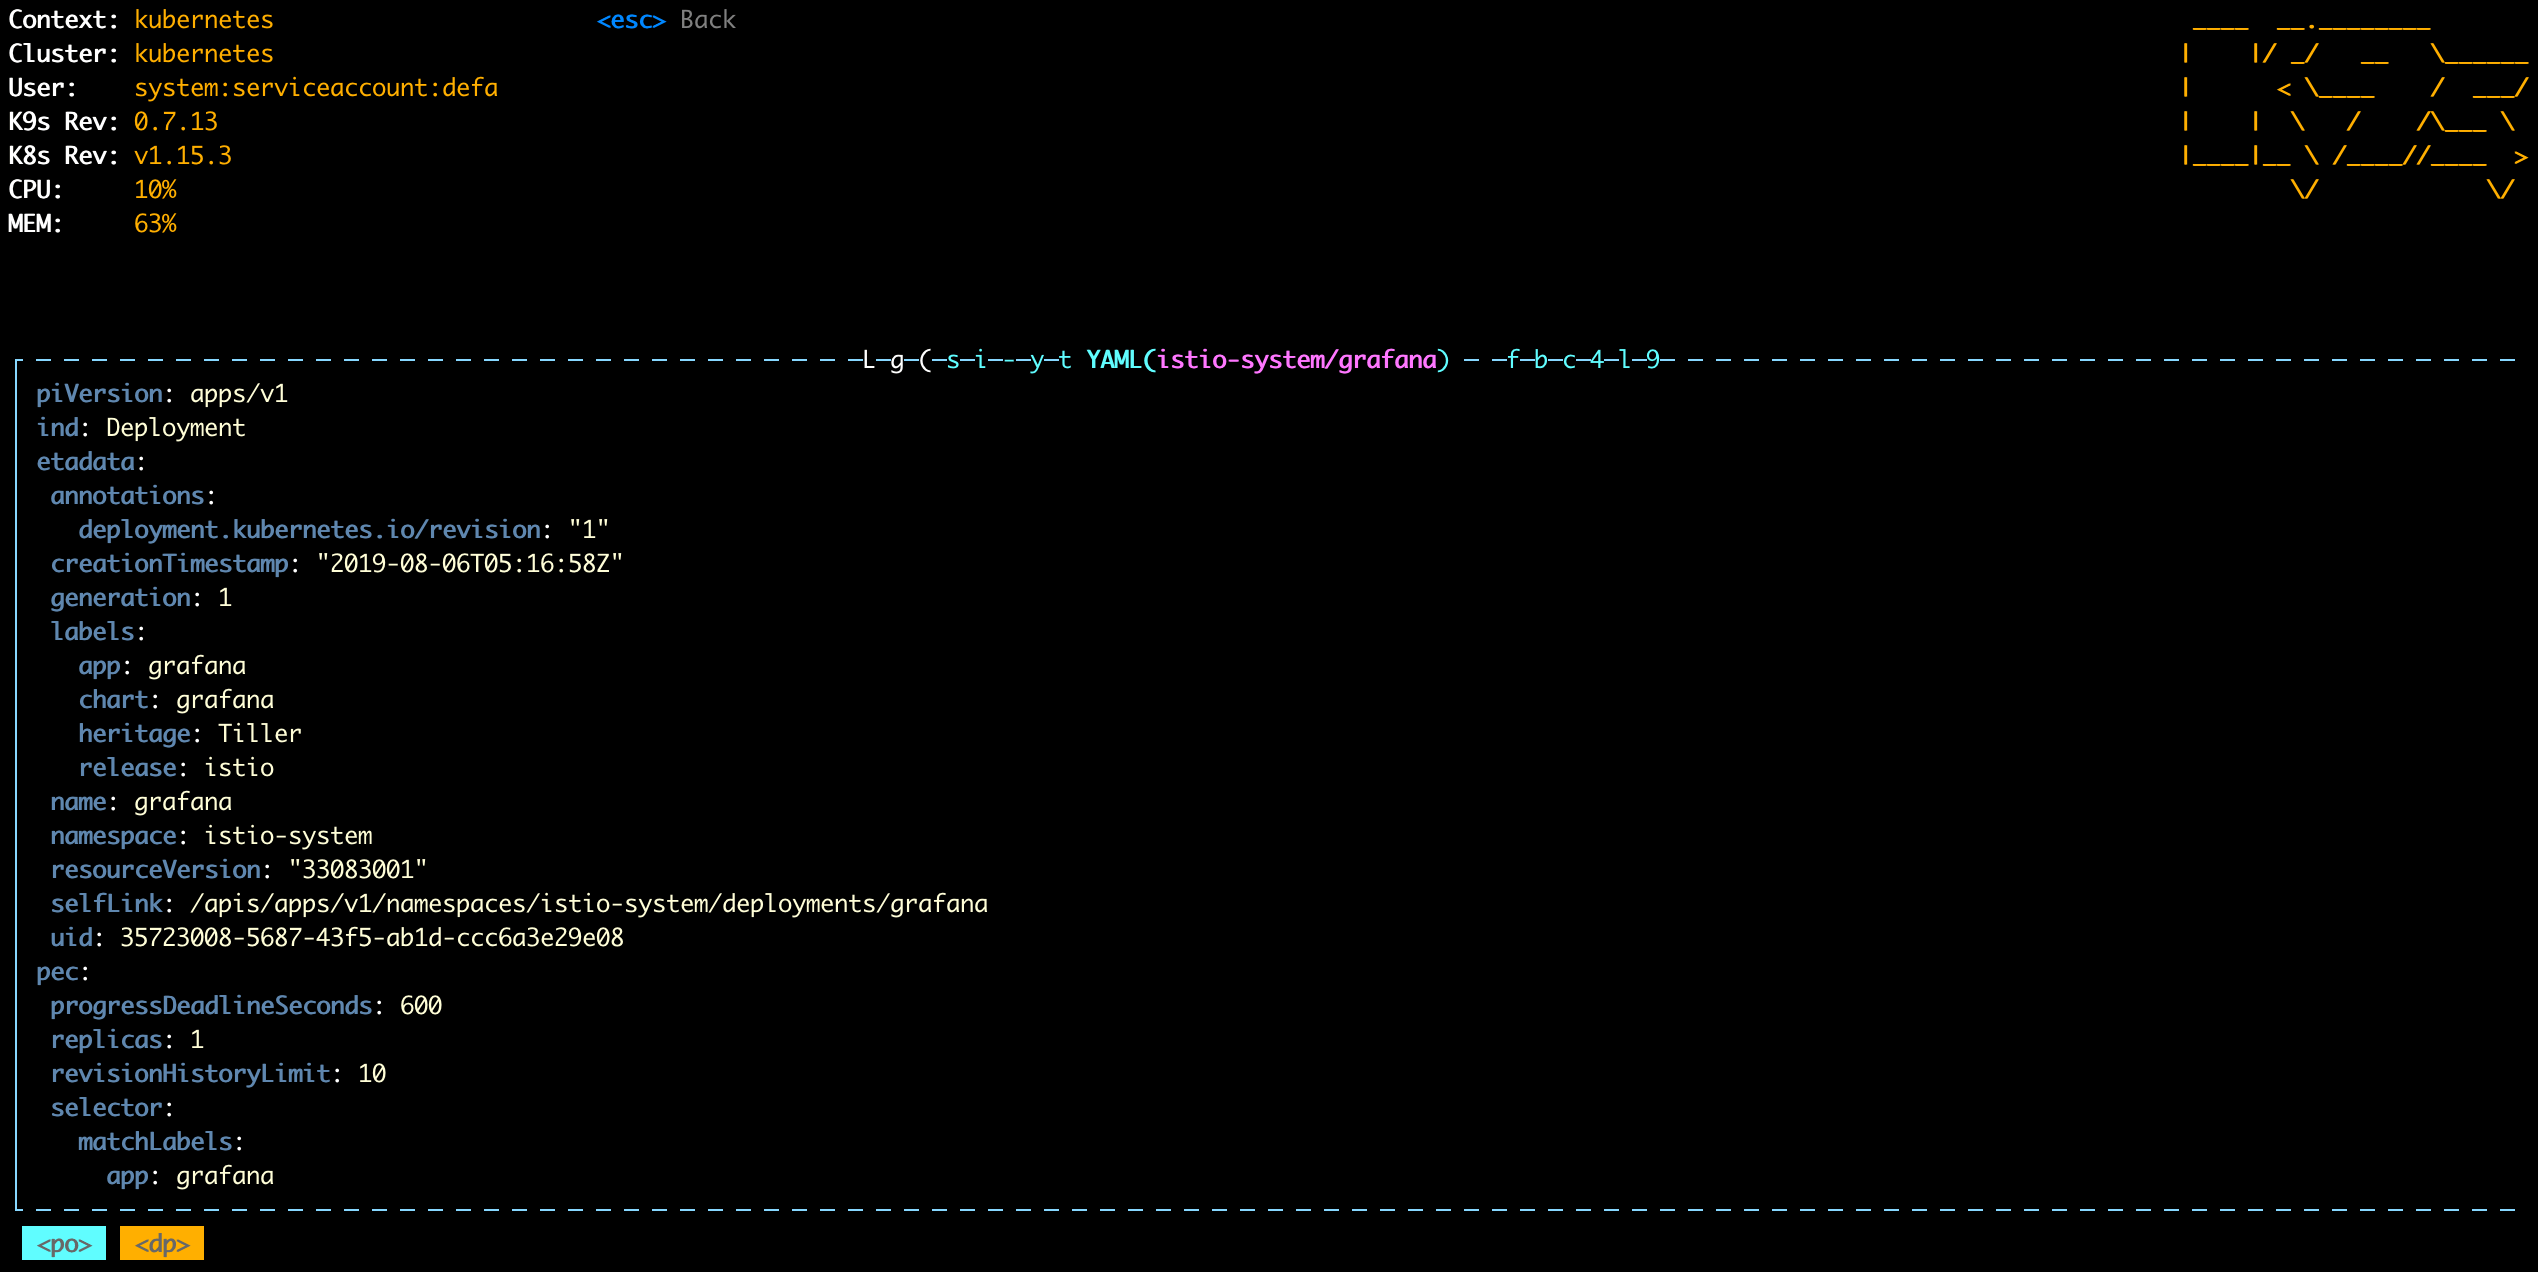 Context: kubernetes <esc> Back
Cluster: kubernetes
User: system:serviceaccount:defa
K9s Rev: 0.7.13
K8s Rev: v1.15.3
CPU: 10%
MEM: 63%
L─g─(─s─i─-─y─t YAML(istio-system/grafana) ─ ─f─b─c─4─l─9
piVersion: apps/v1
ind: Deployment
etadata:
annotations:
deployment.kubernetes.io/revision: "1"
creationTimestamp: "2019-08-06T05:16:58Z"
generation: 1
labels:
app: grafana
chart: grafana
heritage: Tiller
release: istio
name: grafana
namespace: istio-system
resourceVersion: "33083001"
selfLink: /apis/apps/v1/namespaces/istio-system/deployments/grafana
uid: 35723008-5687-43f5-ab1d-ccc6a3e29e08
pec:
progressDeadlineSeconds: 600
replicas: 1
revisionHistoryLimit: 10
selector:
matchLabels:
app: grafana
<po> <dp>